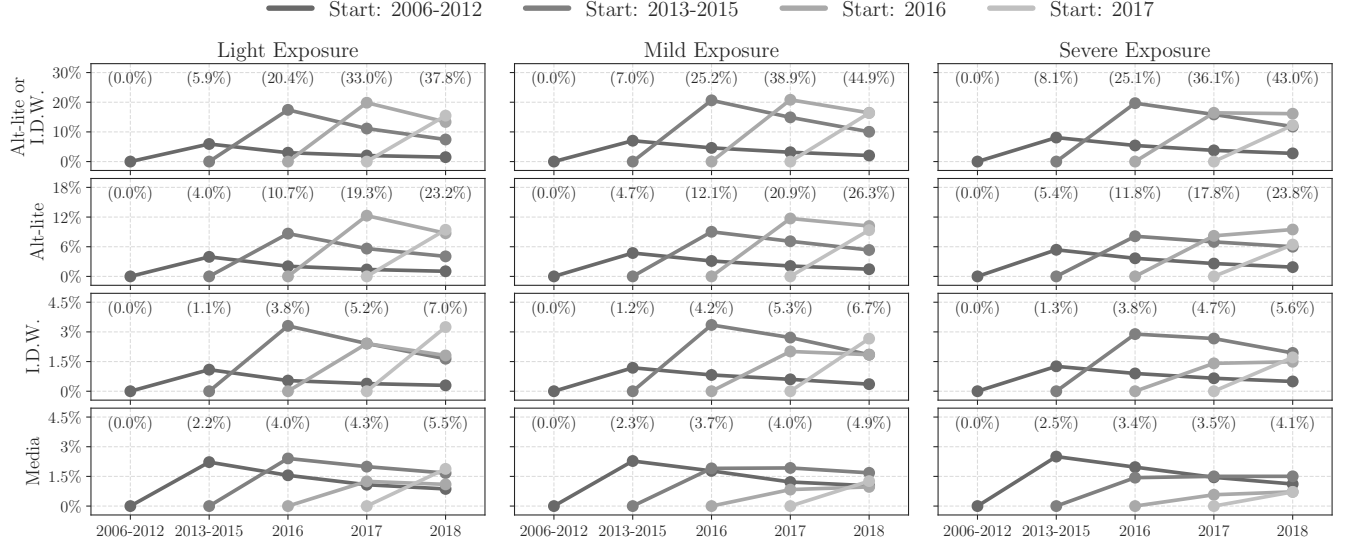 Start: 2006-2012 Start: 2013-2015 Start: 2016 Start: 2017
Light Exposure Mild Exposure Severe Exposure
Alt-lite or
I.D.W.
30%
20%
10%
0%
(0.0%) (5.9%) (20.4%) (33.0%) (37.8%)
(0.0%) (7.0%) (25.2%) (38.9%) (44.9%)
(0.0%) (8.1%) (25.1%) (36.1%) (43.0%)
Alt-lite
18%
12%
6%
0%
(0.0%) (4.0%) (10.7%) (19.3%) (23.2%)
(0.0%) (4.7%) (12.1%) (20.9%) (26.3%)
(0.0%) (5.4%) (11.8%) (17.8%) (23.8%)
I.D.W.
4.5%
3%
1.5%
0%
(0.0%) (1.1%) (3.8%) (5.2%) (7.0%)
(0.0%) (1.2%) (4.2%) (5.3%) (6.7%)
(0.0%) (1.3%) (3.8%) (4.7%) (5.6%)
Media
4.5%
3%
1.5%
0%
(0.0%) (2.2%) (4.0%) (4.3%) (5.5%)
(0.0%) (2.3%) (3.7%) (4.0%) (4.9%)
(0.0%) (2.5%) (3.4%) (3.5%) (4.1%)
2006-2012 2013-2015 2016 2017 2018
2006-2012 2013-2015 2016 2017 2018
2006-2012 2013-2015 2016 2017 2018